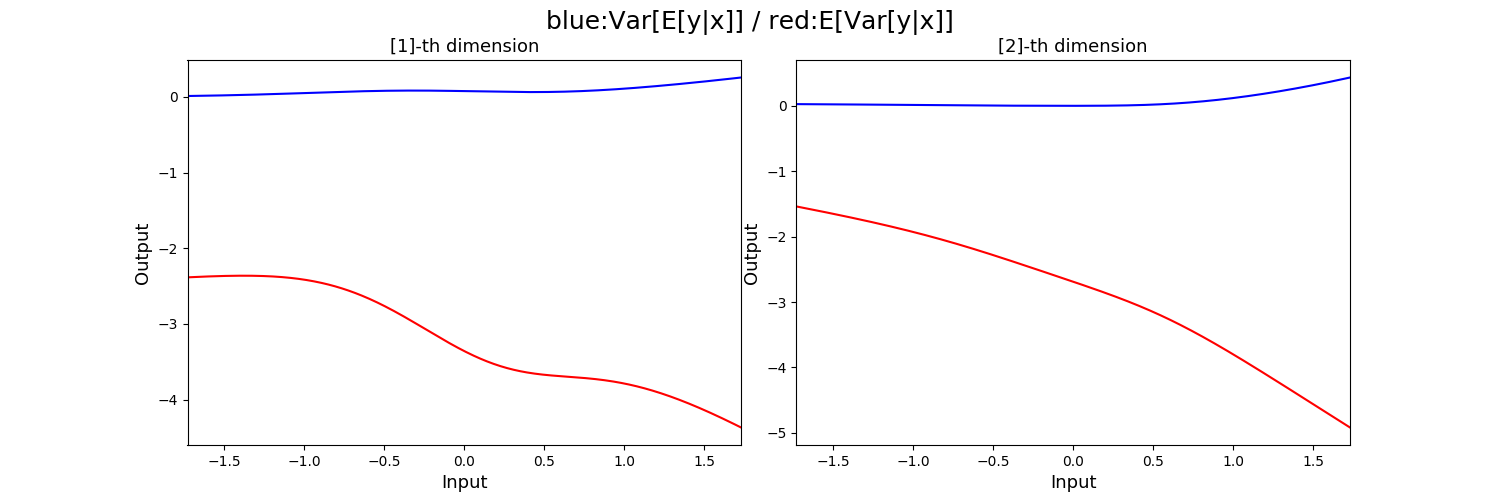 blue:Var[E[y|x]] / red:E[Var[y|x]]
[1]-th dimension
Output
0
−1
−2
−3
−4
−1.5 −1.0 −0.5 0.0 0.5 1.0 1.5
Input
[2]-th dimension
Output
0
−1
−2
−3
−4
−5
−1.5 −1.0 −0.5 0.0 0.5 1.0 1.5
Input